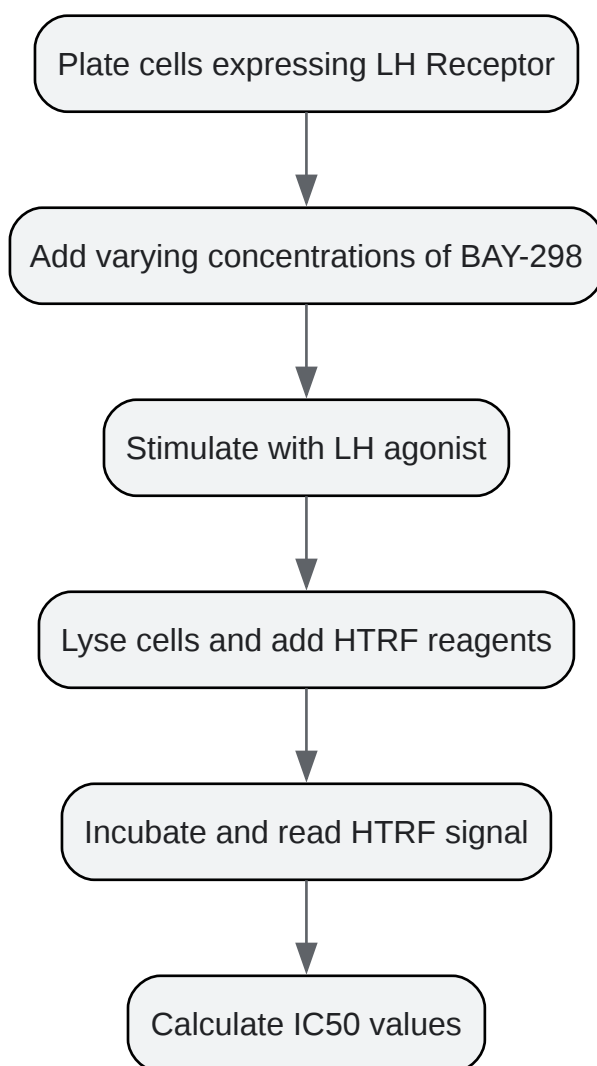 Plate cells expressing LH Receptor
Add varying concentrations of BAY-298
Stimulate with LH agonist
Lyse cells and add HTRF reagents
Incubate and read HTRF signal
Calculate IC50 values